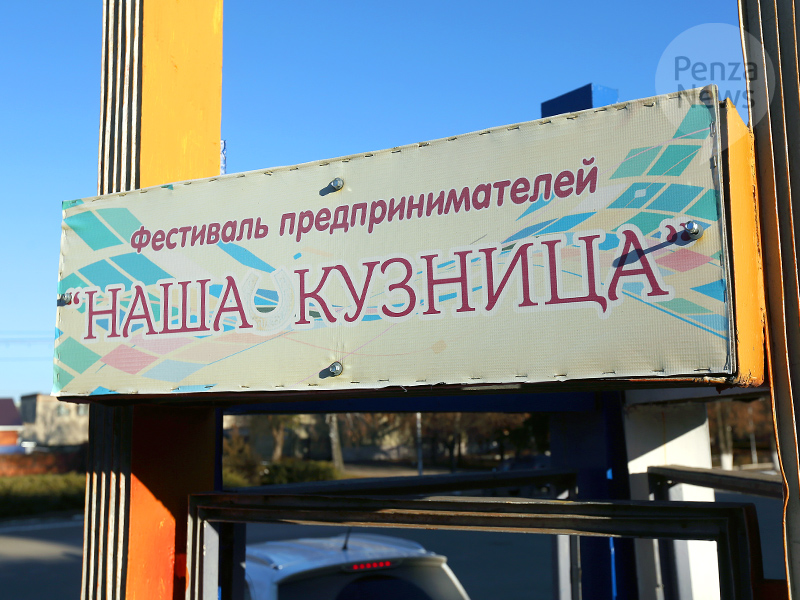 Penza
News
Фестиваль предпринимателей
"НАША КУЗНИЦА"